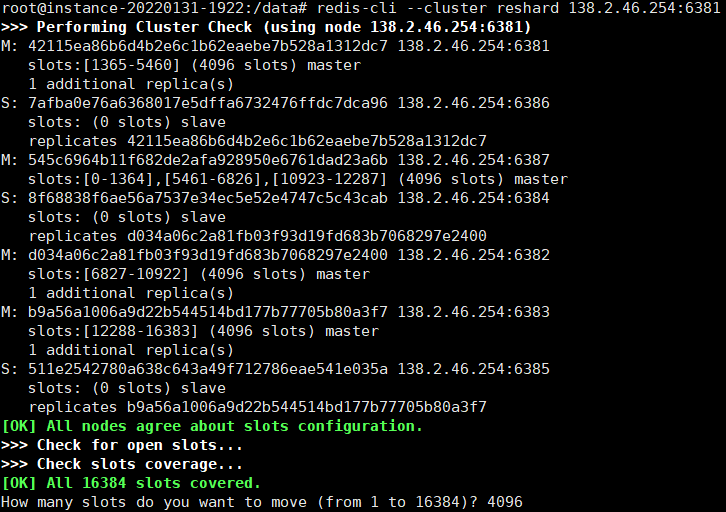 root@instance-20220131-1922:/data# redis-cli --cluster reshard 138.2.46.254:6381
>>> Performing Cluster Check (using node 138.2.46.254:6381)
M: 42115ea86b6d4b2e6c1b62eaebe7b528a1312dc7 138.2.46.254:6381
   slots:[1365-5460] (4096 slots) master
   1 additional replica(s)
S: 7afba0e76a6368017e5dffa6732476ffdc7dca96 138.2.46.254:6386
   slots: (0 slots) slave
   replicates 42115ea86b6d4b2e6c1b62eaebe7b528a1312dc7
M: 545c6964b11f682de2afa928950e6761dad23a6b 138.2.46.254:6387
   slots:[0-1364],[5461-6826],[10923-12287] (4096 slots) master
S: 8f68838f6ae56a7537e34ec5e52e4747c5c43cab 138.2.46.254:6384
   slots: (0 slots) slave
   replicates d034a06c2a81fb03f93d19fd683b7068297e2400
M: d034a06c2a81fb03f93d19fd683b7068297e2400 138.2.46.254:6382
   slots:[6827-10922] (4096 slots) master
   1 additional replica(s)
M: b9a56a1006a9d22b544514bd177b77705b80a3f7 138.2.46.254:6383
   slots:[12288-16383] (4096 slots) master
   1 additional replica(s)
S: 511e2542780a638c643a49f712786eae541e035a 138.2.46.254:6385
   slots: (0 slots) slave
   replicates b9a56a1006a9d22b544514bd177b77705b80a3f7
[OK] All nodes agree about slots configuration.
>>> Check for open slots...
>>> Check slots coverage...
[OK] All 16384 slots covered.
How many slots do you want to move (from 1 to 16384)? 4096